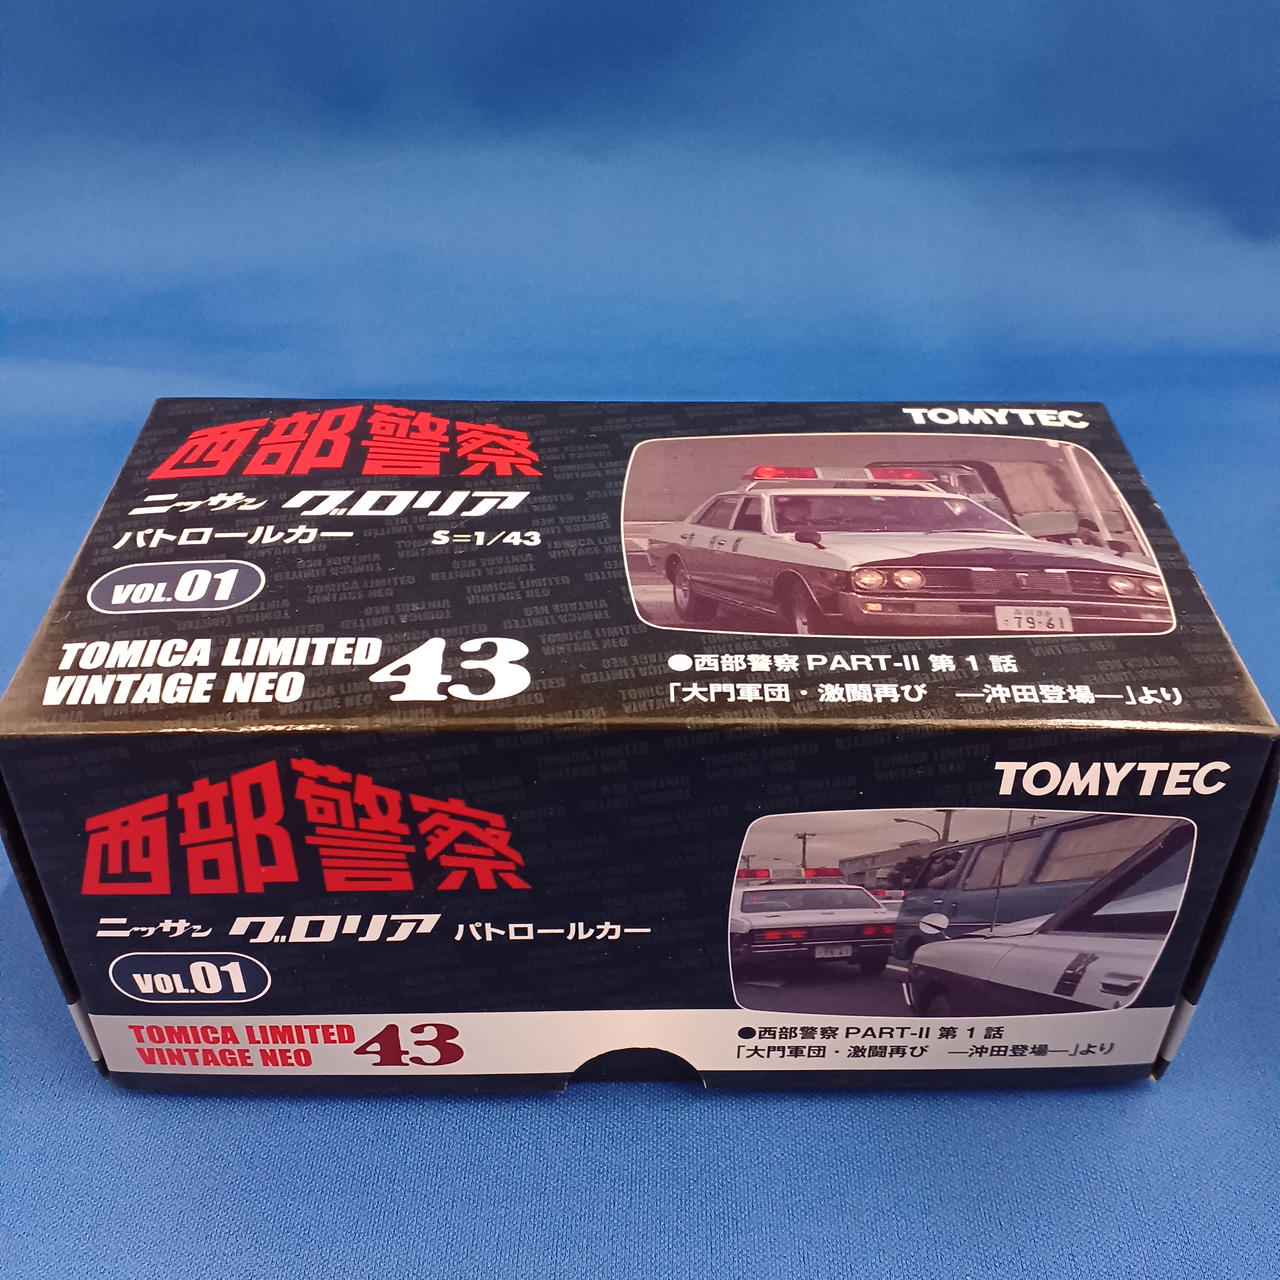 西部警察
TOMYTEC
ニッサン グロリア
パトロールカー S=1/43
VOL.01
79-61
TOMICA LIMITED
VINTAGE NEO 43
●西部警察 PART-II 第1話
「大門軍団・激闘再び ―沖田登場―」より
西部警察
TOMYTEC
ニッサン グロリア パトロールカー
VOL.01
TOMICA LIMITED
VINTAGE NEO 43
●西部警察 PART-II 第1話
「大門軍団・激闘再び ―沖田登場―」より